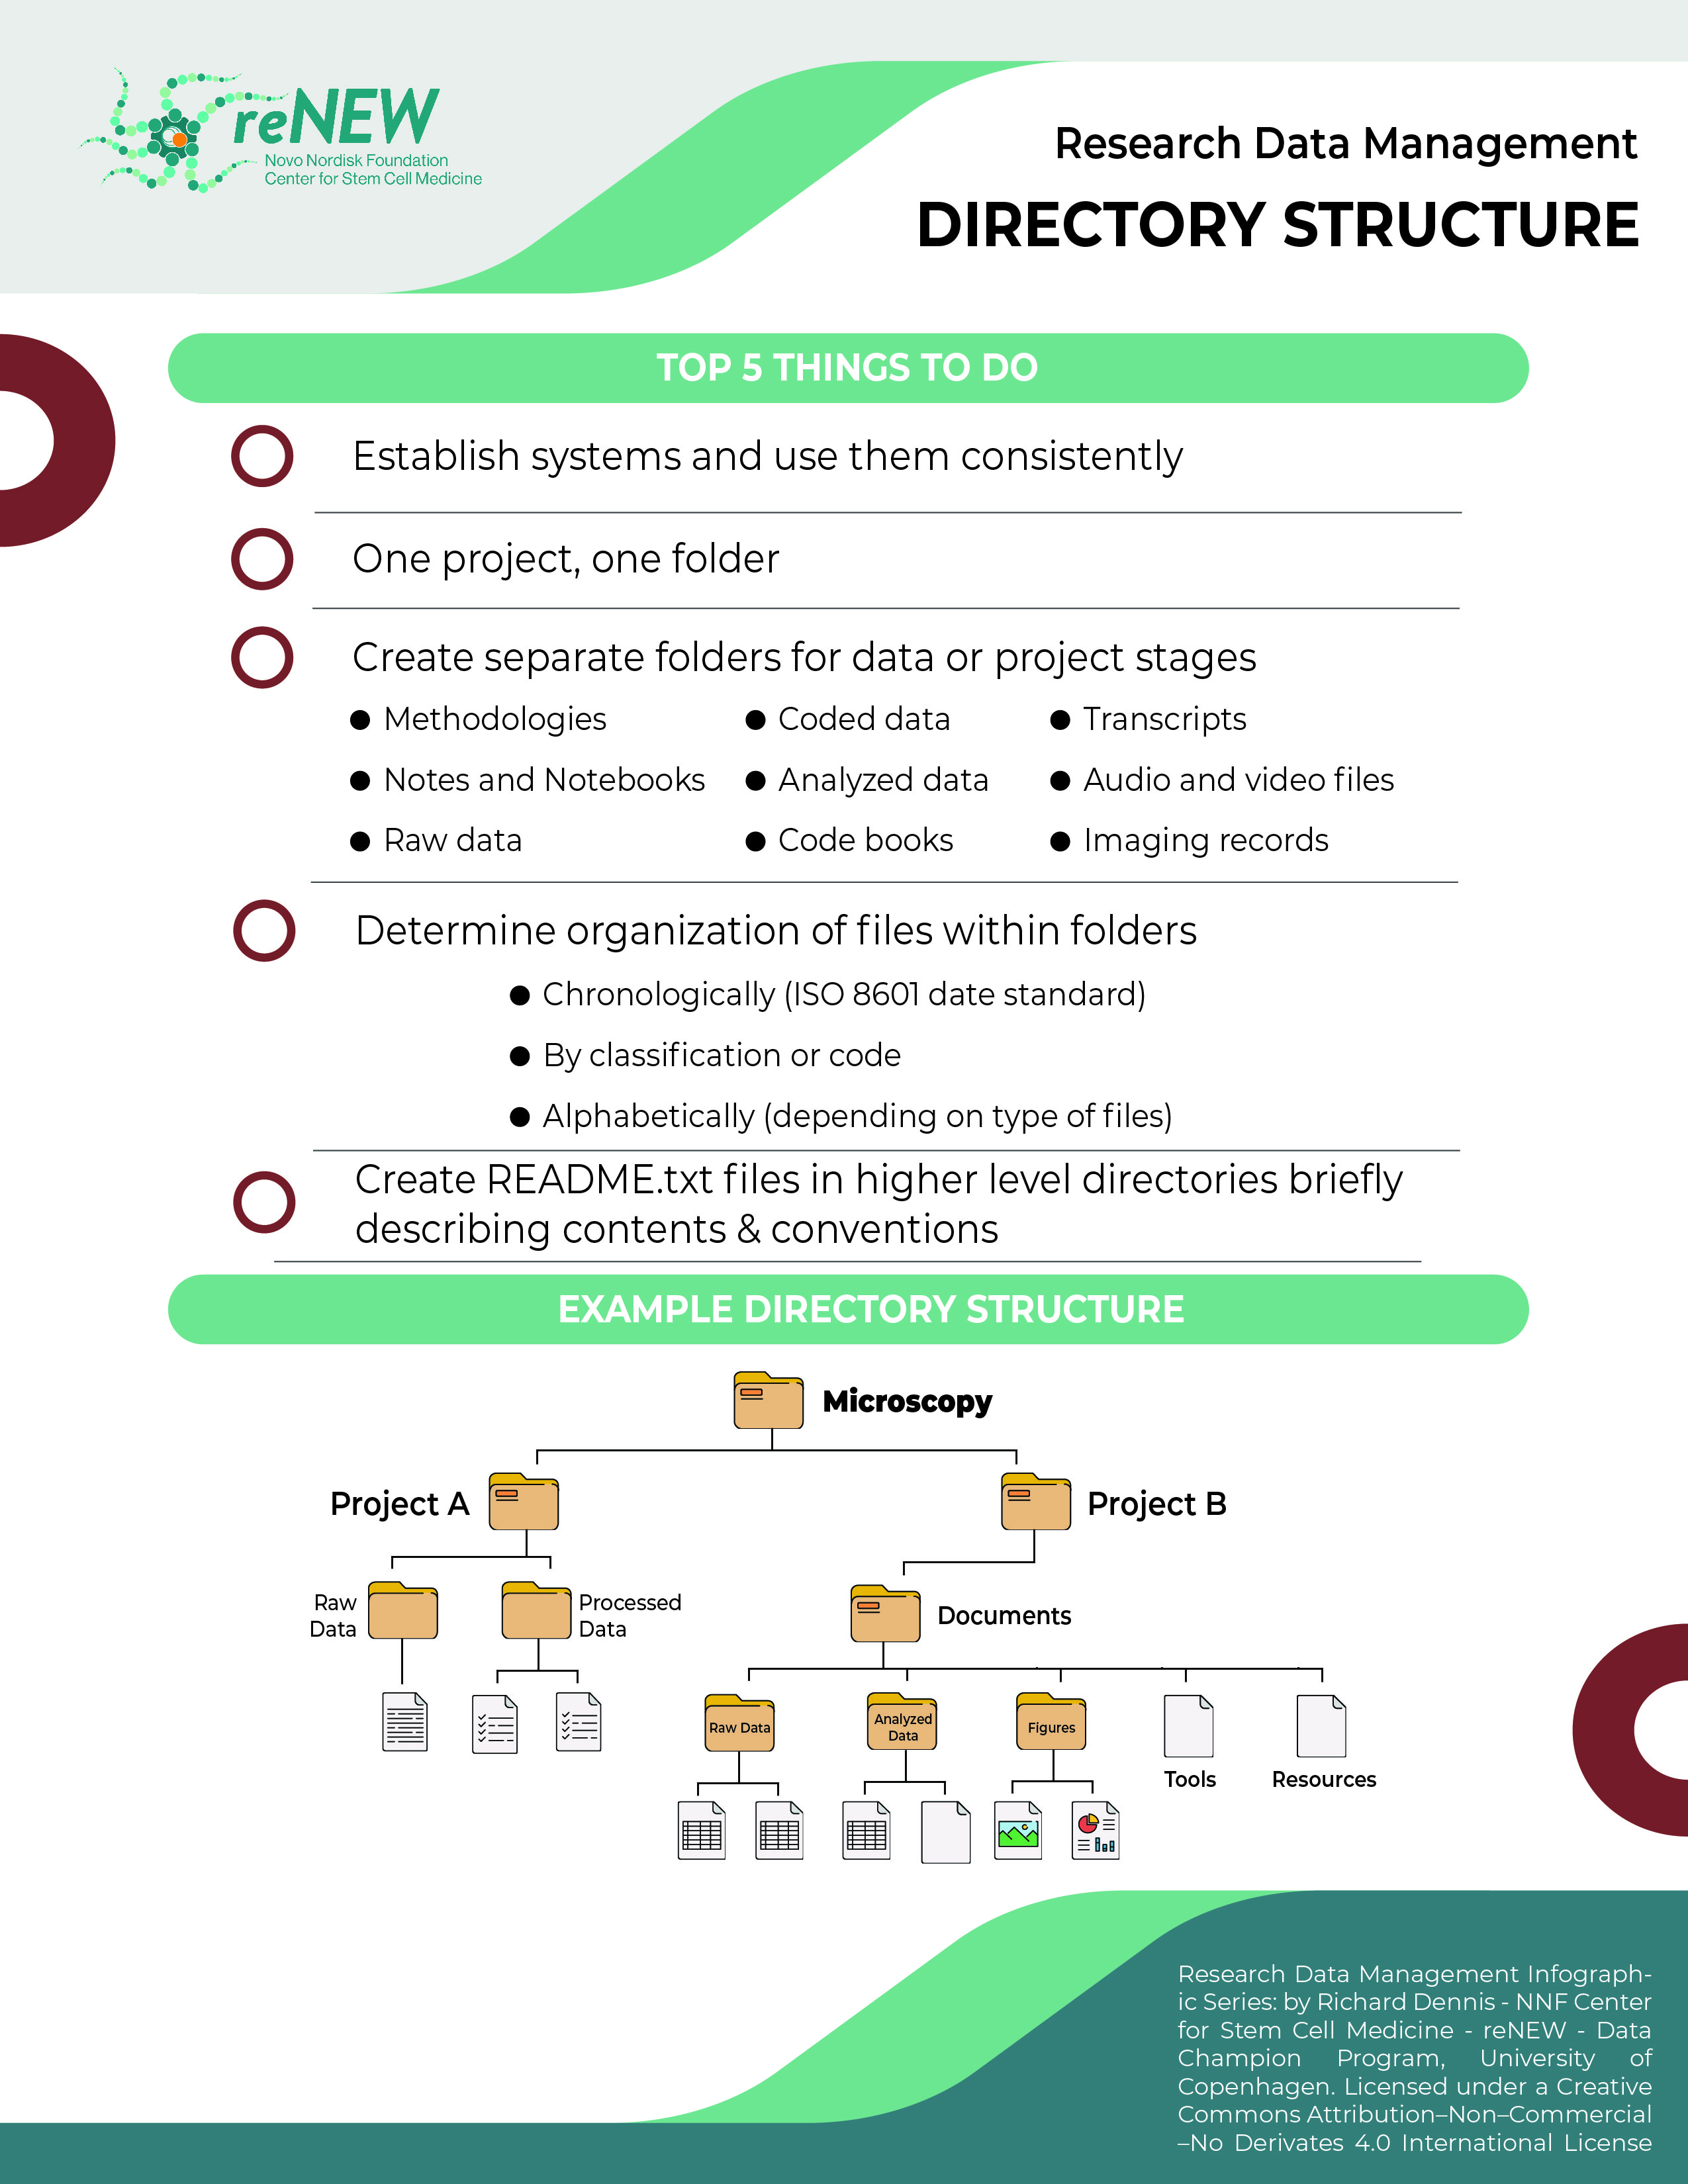 reNEW
Novo Nordisk Foundation
Center for Stem Cell Medicine
Research Data Management
DIRECTORY STRUCTURE
TOP 5 THINGS TO DO
Establish systems and use them consistently
One project, one folder
Create separate folders for data or project stages
Methodologies
Coded data
Transcripts
Notes and Notebooks
Analyzed data
Audio and video files
Raw data
Code books
Imaging records
Determine organization of files within folders
Chronologically (ISO 8601 date standard)
By classification or code
Alphabetically (depending on type of files)
Create README.txt files in higher level directories briefly
describing contents & conventions
EXAMPLE DIRECTORY STRUCTURE
Microscopy
Project A
Project B
Raw
Data
Processed
Data
Documents
Raw Data
Analyzed
Data
Figures
Tools
Resources
Research Data Management Infograph-
ic Series: by Richard Dennis - NNF Center
for Stem Cell Medicine - reNEW - Data
Champion Program, University of
Copenhagen. Licensed under a Creative
Commons Attribution–Non–Commercial
–No Derivates 4.0 International License